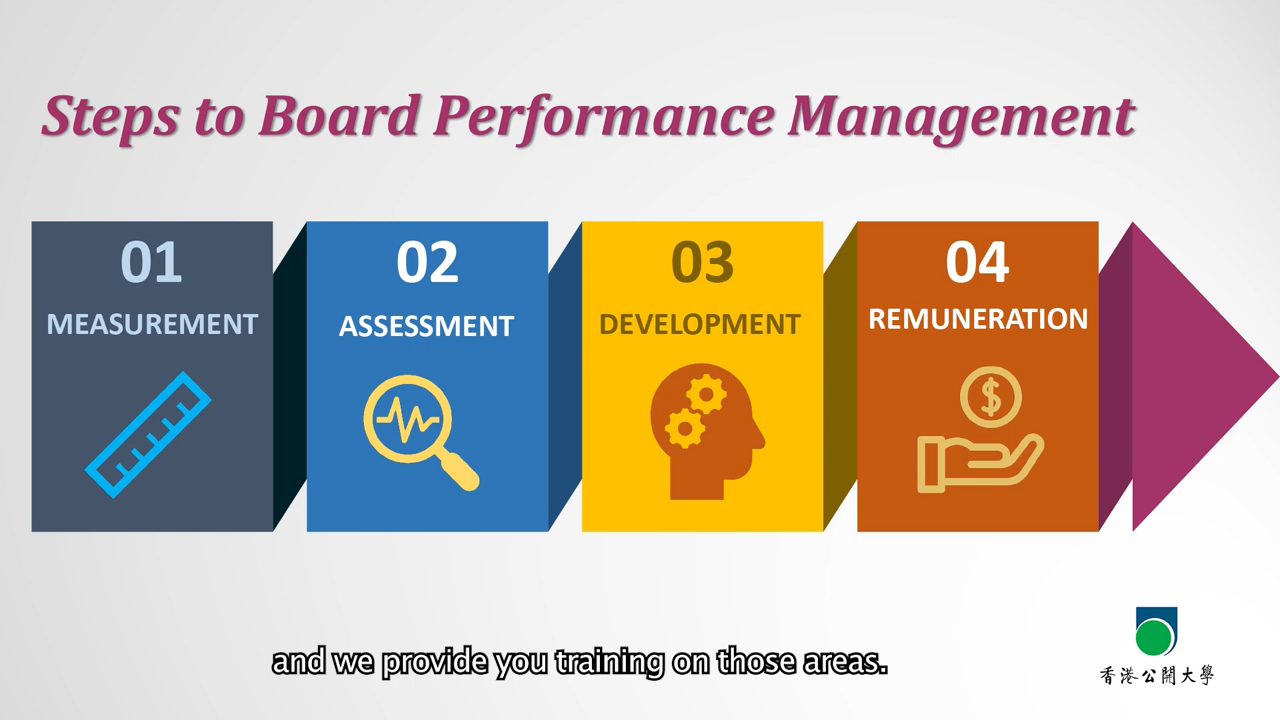 Steps to Board Performance Management
01
MEASUREMENT
02
ASSESSMENT
03
DEVELOPMENT
04
REMUNERATION
$
and we provide you training on those areas.
香港公開大學